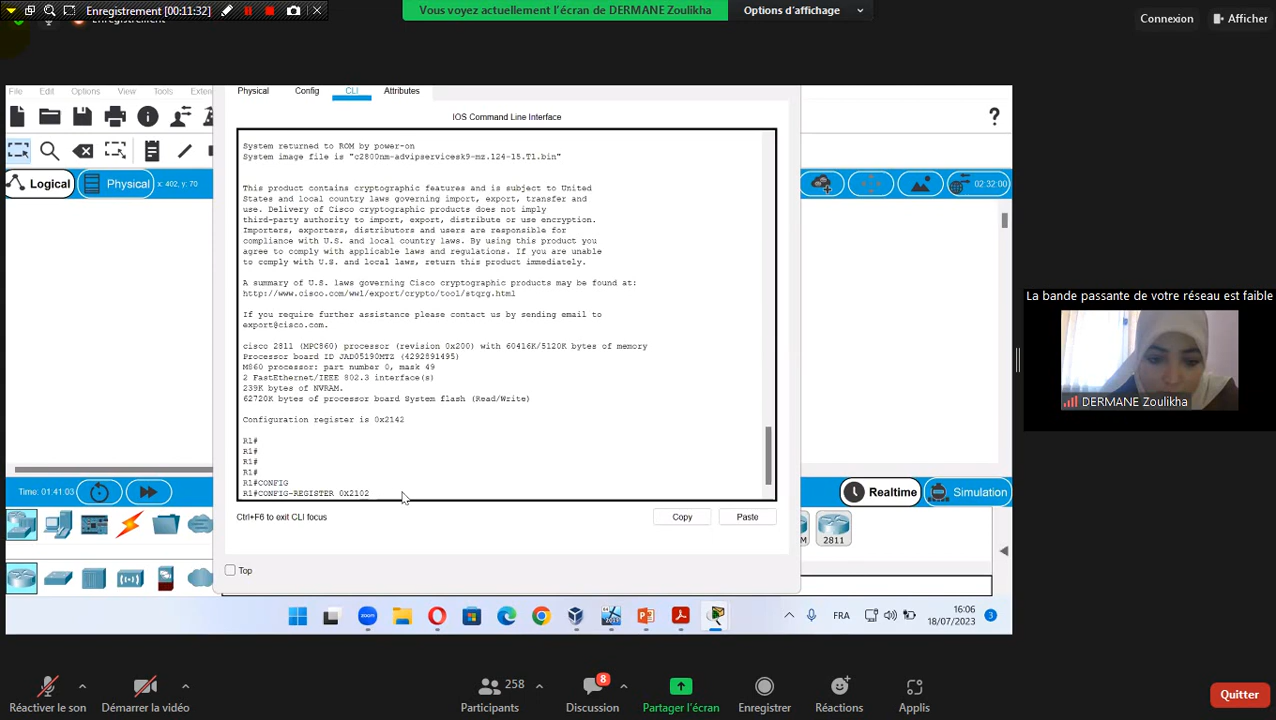 Enregistrement [00:11:32]
Vous voyez actuellement l'écran de DERMANE Zoulikha
Options d'affichage
Connexion
Afficher
Enregistrement
File Edit Options View Tools
Physical Config CLI Attributes
IOS Command Line Interface
Logical
Physical
x: 402, y: 70
02:32:00
System returned to ROM by power-on
System image file is "c2800nm-advipservicesk9-mz.124-15.T1.bin"
This product contains cryptographic features and is subject to United
States and local country laws governing import, export, transfer and
use. Delivery of Cisco cryptographic products does not imply
third-party authority to import, export, distribute or use encryption.
Importers, exporters, distributors and users are responsible for
compliance with U.S. and local country laws. By using this product you
agree to comply with applicable laws and regulations. If you are unable
to comply with U.S. and local laws, return this product immediately.
A summary of U.S. laws governing Cisco cryptographic products may be found at:
http://www.cisco.com/wwl/export/crypto/tool/stqrg.html
If you require further assistance please contact us by sending email to
export@cisco.com.
cisco 2811 (MPC860) processor (revision 0x200) with 60416K/5120K bytes of memory
Processor board ID JAD05190MTZ (4292891495)
M860 processor: part number 0, mask 49
2 FastEthernet/IEEE 802.3 interface(s)
239K bytes of NVRAM.
62720K bytes of processor board System flash (Read/Write)
Configuration register is 0x2142
R1#
R1#
R1#
R1#
R1#CONFIG
R1#CONFIG-REGISTER 0X2102
Ctrl+F6 to exit CLI focus
Copy
Paste
Top
La bande passante de votre réseau est faible
DERMANE Zoulikha
Time: 01:41:03
Realtime
Simulation
2811
FRA
16:06
18/07/2023
3
Réactiver le son
Démarrer la vidéo
258
Participants
8
Discussion
Partager l'écran
Enregistrer
Réactions
Applis
Quitter